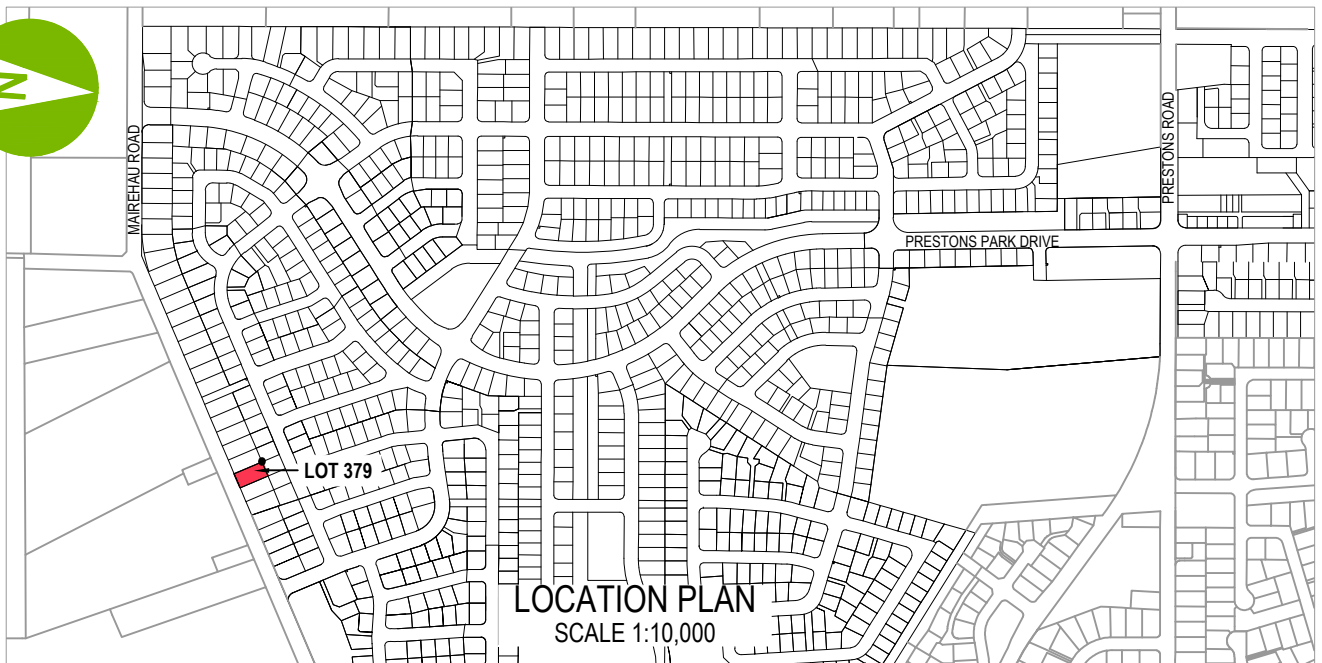 N
MAIREHAU ROAD
PRESTONS ROAD
PRESTONS PARK DRIVE
LOT 379
LOCATION PLAN
SCALE 1:10,000